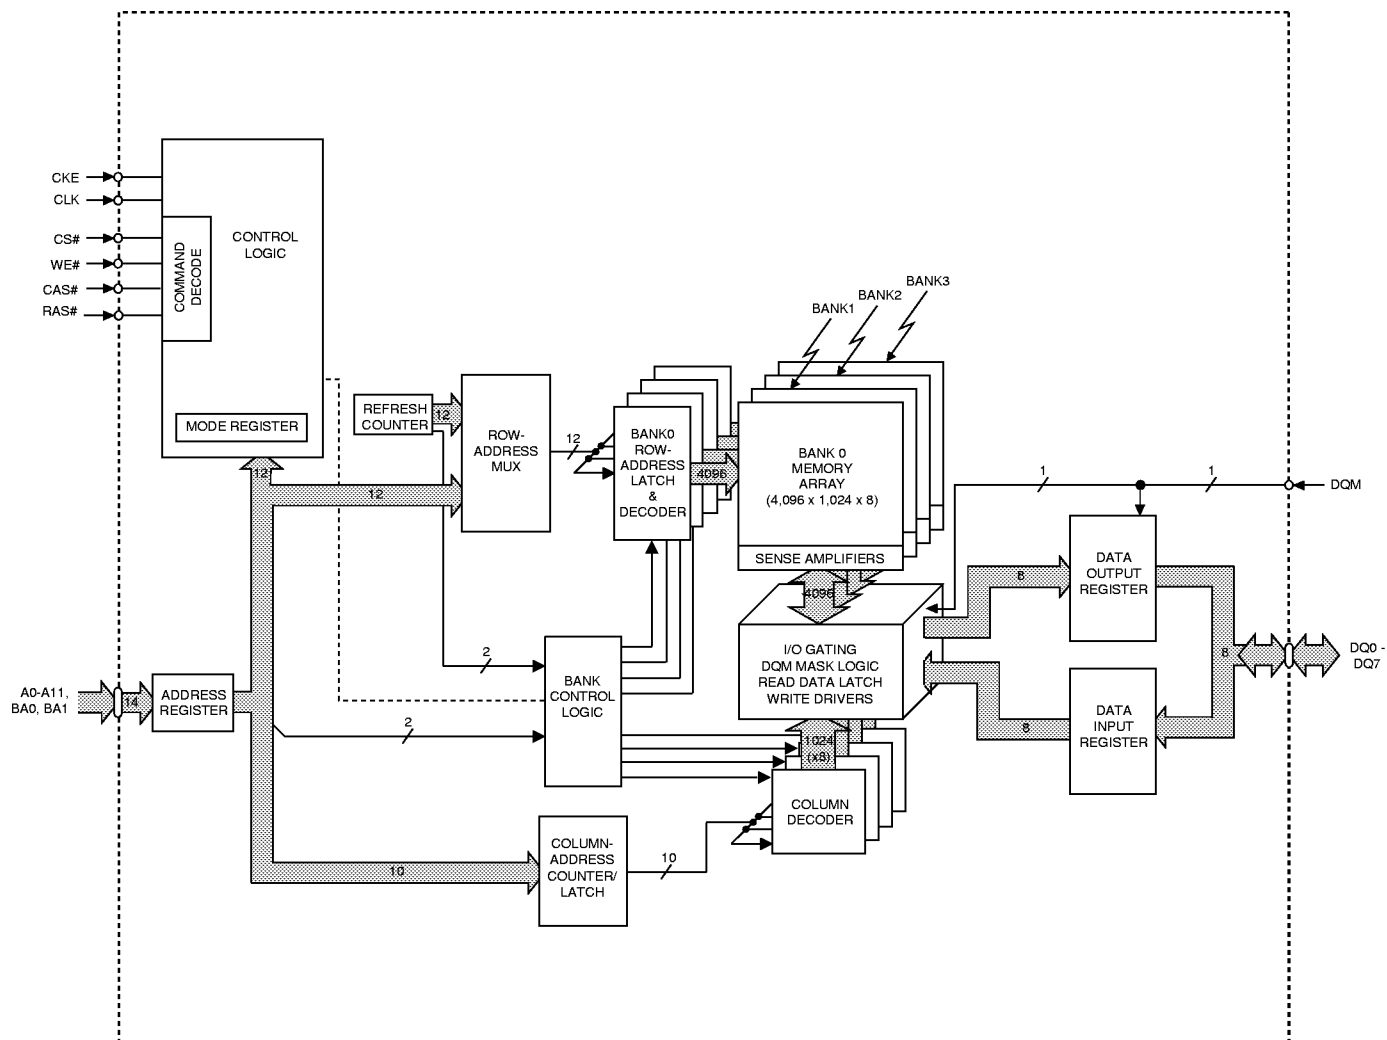 CKE
CLK
CS#
WE#
CAS#
RAS#
COMMAND
DECODE
CONTROL
LOGIC
MODE REGISTER
12
REFRESH
COUNTER
12
12
ROW-
ADDRESS
MUX
12
BANK0
ROW-
ADDRESS
LATCH
&
DECODER
4096
BANK1
BANK2
BANK3
BANK 0
MEMORY
ARRAY
(4,096 x 1,024 x 8)
SENSE AMPLIFIERS
4096
I/O GATING
DQM MASK LOGIC
READ DATA LATCH
WRITE DRIVERS
1
1
DQM
8
DATA
OUTPUT
REGISTER
8
DQ0 -
DQ7
8
DATA
INPUT
REGISTER
A0-A11,
BA0, BA1
14
ADDRESS
REGISTER
2
2
BANK
CONTROL
LOGIC
1024
(x8)
COLUMN
DECODER
10
COLUMN-
ADDRESS
COUNTER/
LATCH
10